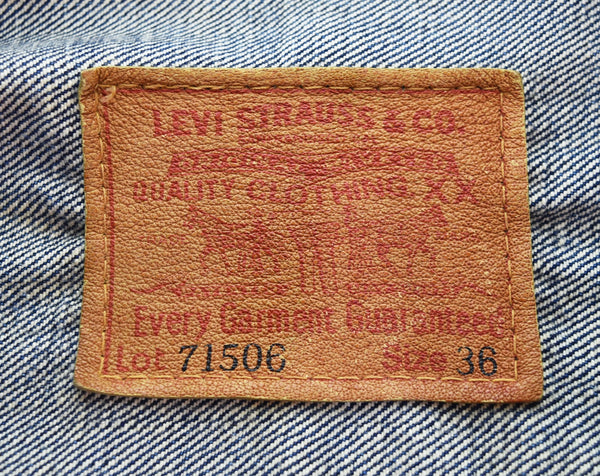 LEVI STRAUSS & CO.
QUALITY CLOTHING XX
Every Garment Guaranteed
Lot 71506 Size 36